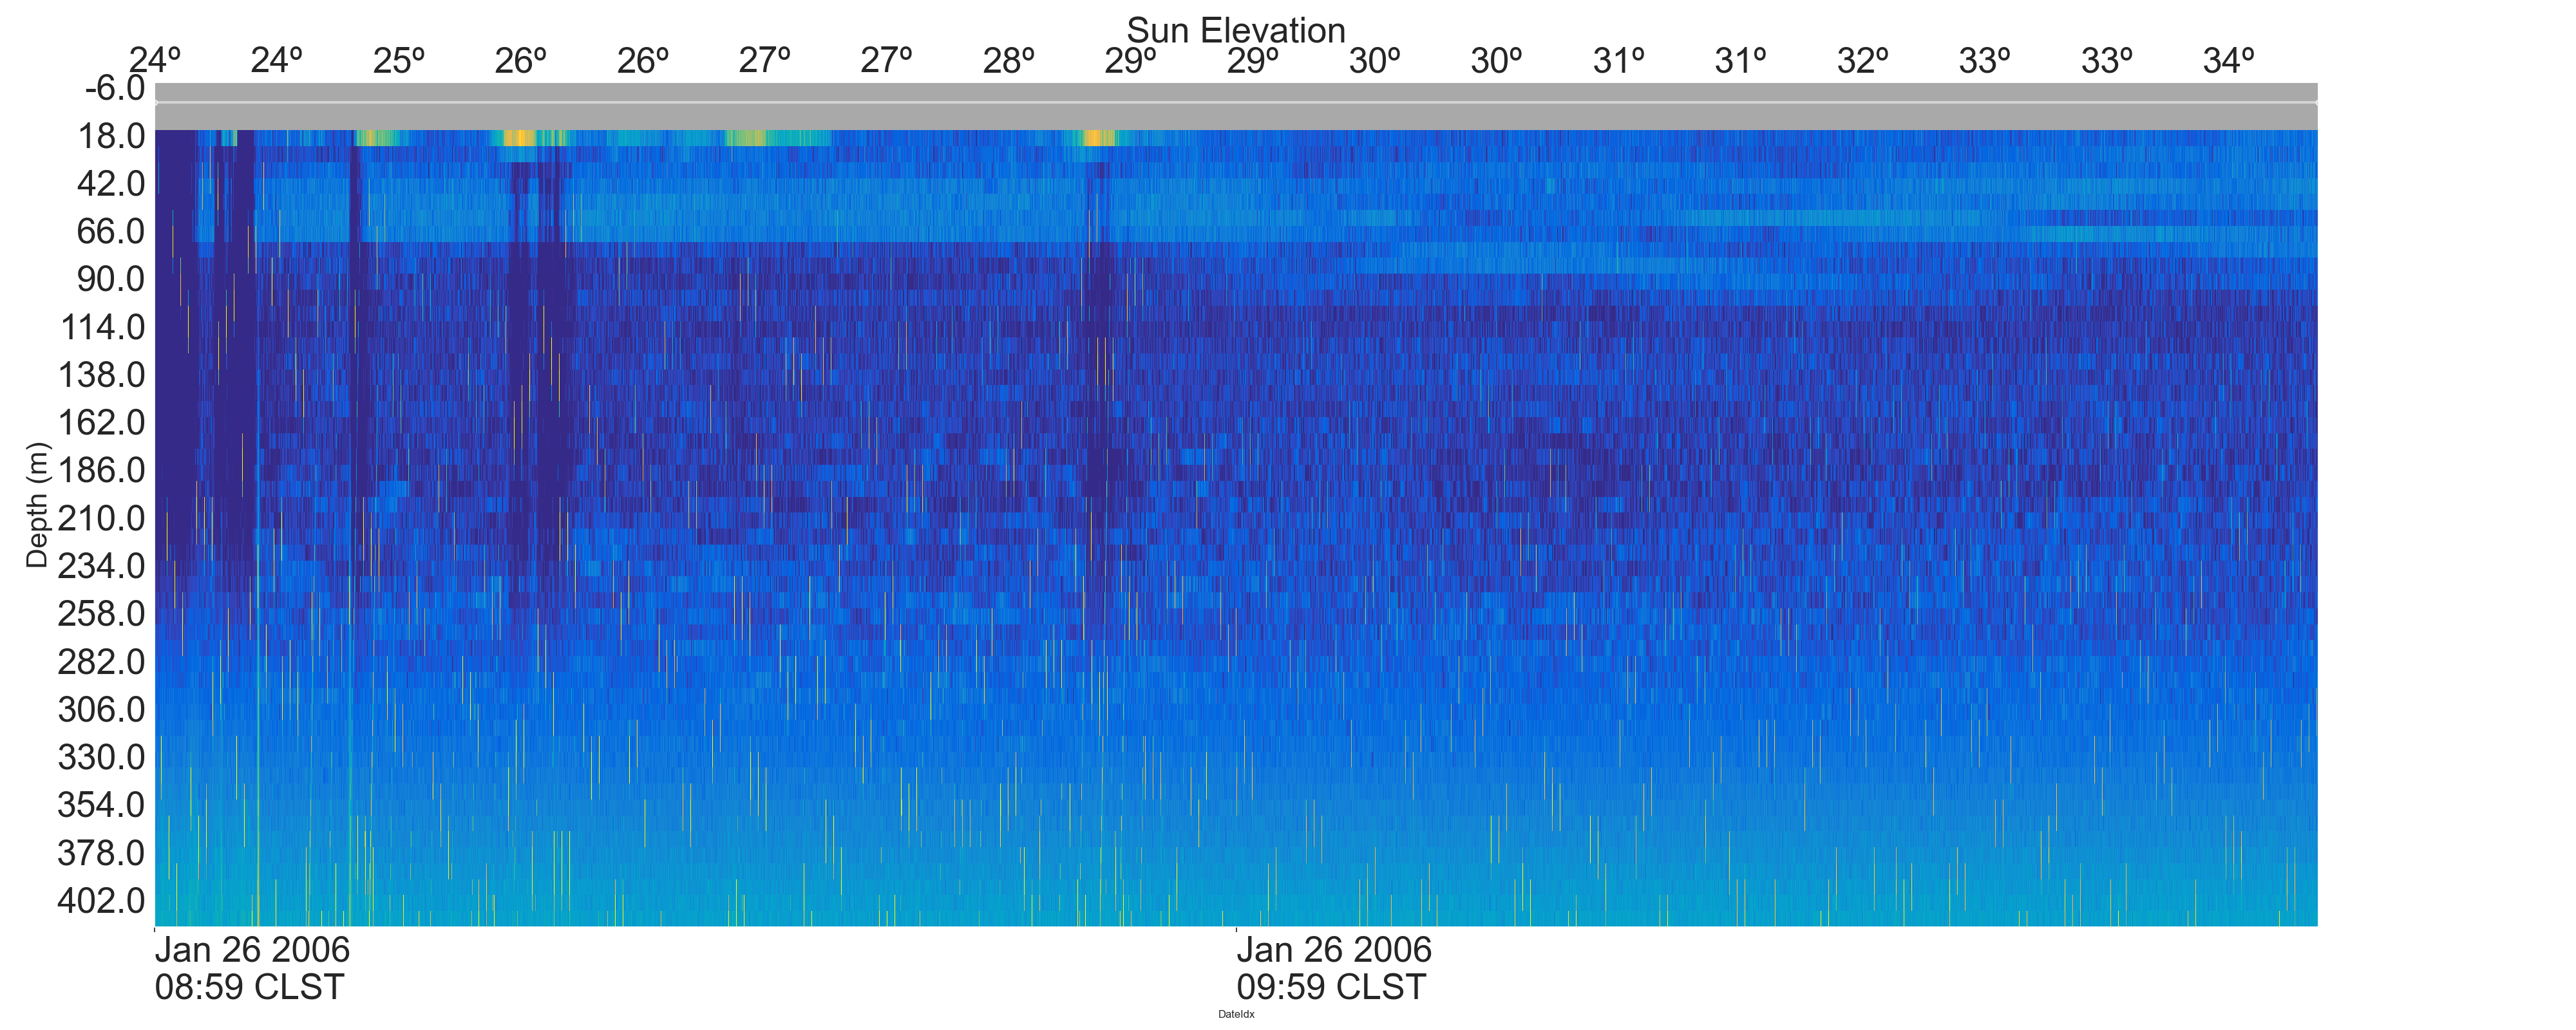 Sun Elevation
24º 24º 25º 26º 26º 27º 27º 28º 29º 29º 30º 30º 31º 31º 32º 33º 33º 34º
-6.0
18.0
42.0
66.0
90.0
114.0
138.0
162.0
186.0
210.0
234.0
258.0
282.0
306.0
330.0
354.0
378.0
402.0
Depth (m)
Jan 26 2006
08:59 CLST
Jan 26 2006
09:59 CLST
DateIdx